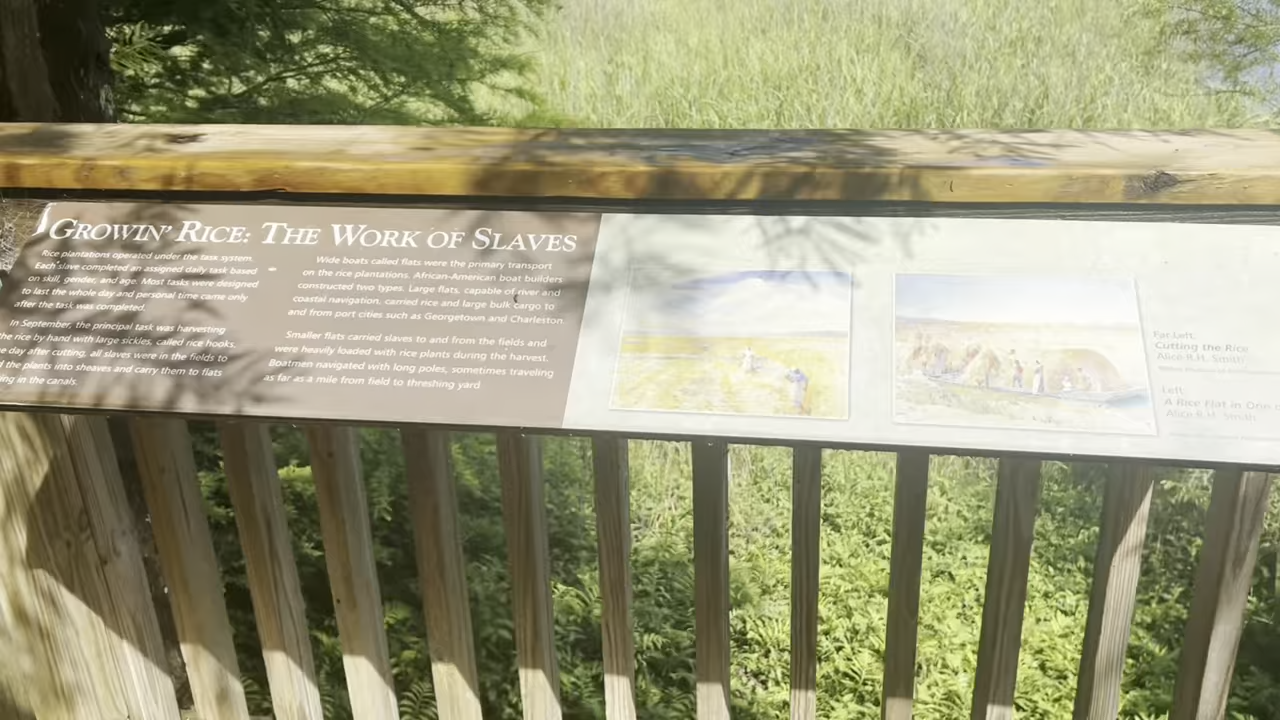 GROWIN' RICE: THE WORK OF SLAVES
Rice plantations operated under the task system.
Each slave completed an assigned daily task based
on skill, gender, and age. Most tasks were designed
to last the whole day and personal time came only
after the task was completed.
In September, the principal task was harvesting
the rice by hand with large sickles, called rice hooks.
day after cutting, all slaves were in the fields to
the plants into sheaves and carry them to flats
in the canals.
Wide boats called flats were the primary transport
on the rice plantations. African-American boat builders
constructed two types. Large flats, capable of river and
coastal navigation, carried rice and large bulk cargo to
and from port cities such as Georgetown and Charleston.
Smaller flats carried slaves to and from the fields and
were heavily loaded with rice plants during the harvest.
Boatmen navigated with long poles, sometimes traveling
as far as a mile from field to threshing yard
Far Left:
Cutting the Rice
Alice R.H. Smith
Left:
A Rice Flat in One
Alice R.H. Smith